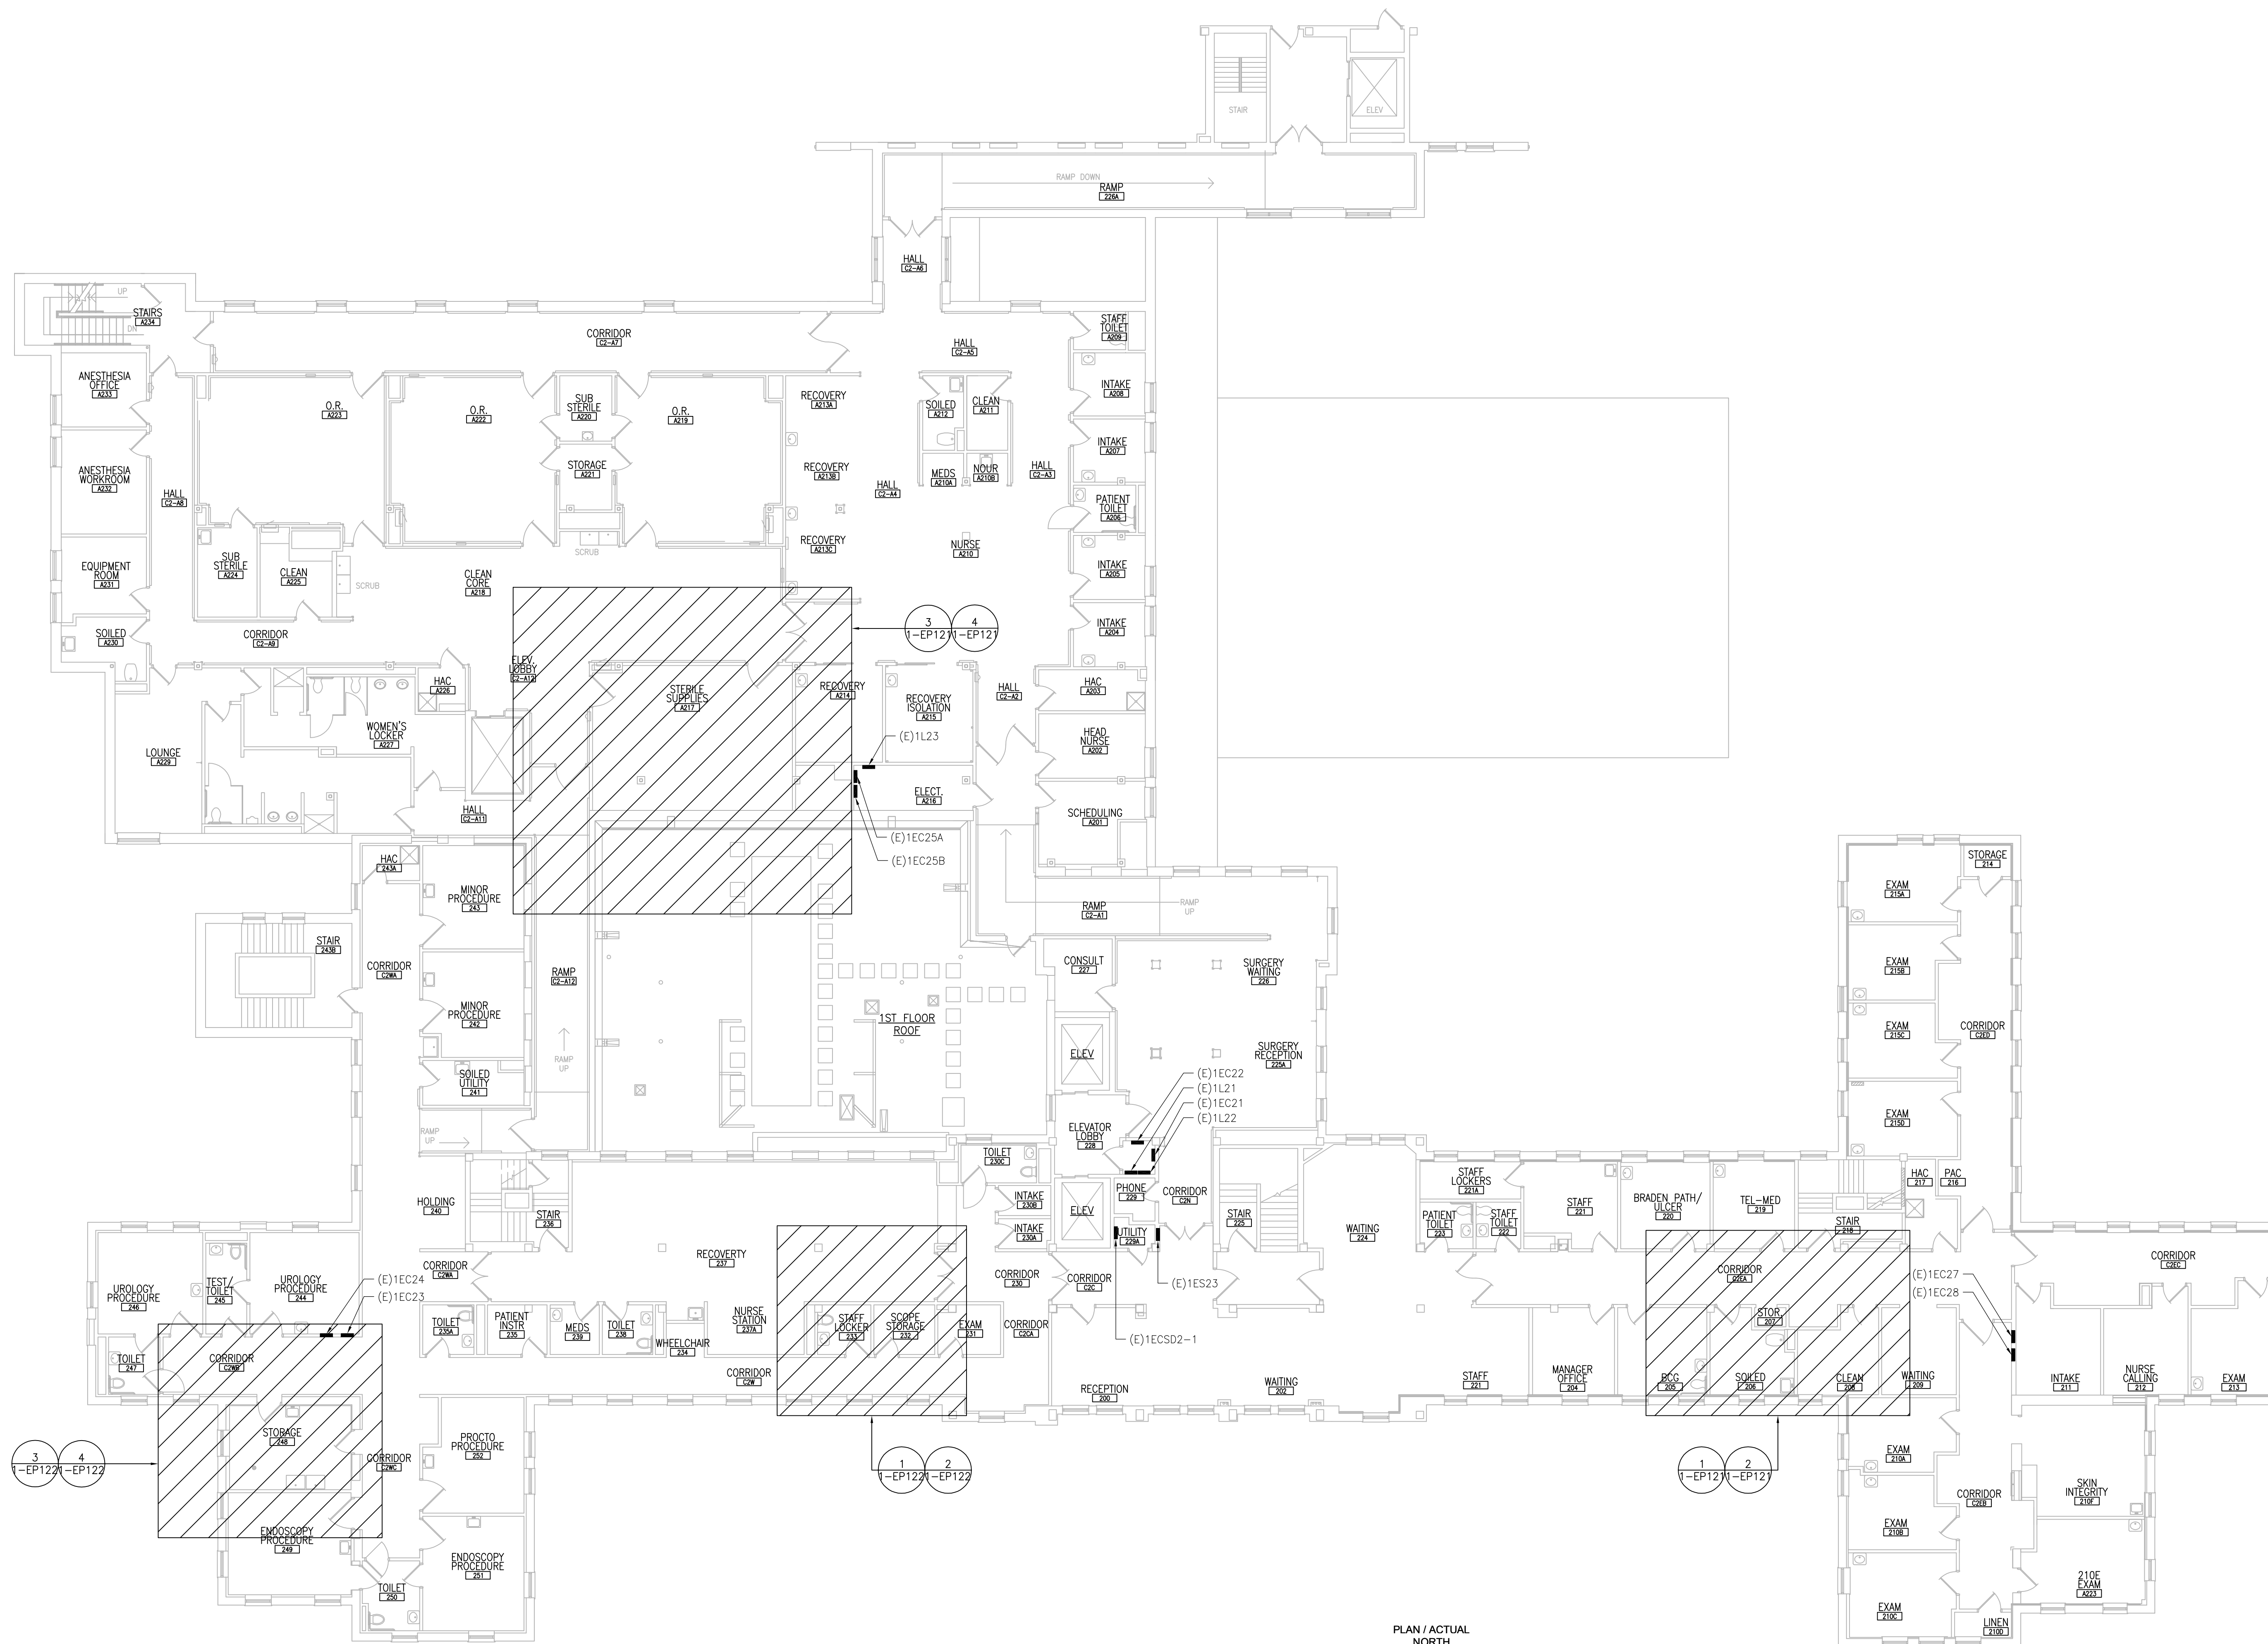 STAIR
ELEV
RAMP DOWN
RAMP
226A
HALL
C2-A6
UP
STAIRS
A234
DN
CORRIDOR
C2-A7
HALL
C2-A5
STAFF
TOILET
A209
ANESTHESIA
OFFICE
A233
O.R.
A223
O.R.
A222
SUB
STERILE
A220
O.R.
A219
RECOVERY
A213A
SOILED
A212
CLEAN
A211
INTAKE
A208
ANESTHESIA
WORKROOM
A232
HALL
C2-A8
STORAGE
A221
RECOVERY
A213B
HALL
C2-A4
MEDS
A210A
NOUR
A210B
HALL
C2-A3
INTAKE
A207
PATIENT
TOILET
A206
EQUIPMENT
ROOM
A231
SUB
STERILE
A224
CLEAN
A225
SCRUB
CLEAN
CORE
A218
SCRUB
RECOVERY
A213C
NURSE
A210
INTAKE
A205
SOILED
A230
CORRIDOR
C2-A9
3
1-EP121
4
1-EP121
INTAKE
A204
ELEV.
LOBBY
C2-A12
HAC
A226
STERILE
SUPPLIES
A217
RECOVERY
A214
RECOVERY
ISOLATION
A215
HALL
C2-A2
HAC
A203
LOUNGE
A229
WOMEN'S
LOCKER
A227
(E)1L23
HEAD
NURSE
A202
HALL
C2-A11
ELECT.
A216
SCHEDULING
A201
(E)1EC25A
(E)1EC25B
HAC
243A
MINOR
PROCEDURE
243
RAMP
C2-A1
RAMP
UP
STORAGE
214
EXAM
215A
STAIR
243B
CORRIDOR
C2WA
RAMP
C2-A12
MINOR
PROCEDURE
242
CONSULT
227
SURGERY
WAITING
226
EXAM
215B
1ST FLOOR
ROOF
EXAM
215C
CORRIDOR
C2ED
RAMP
UP
SOILED
UTILITY
241
ELEV
SURGERY
RECEPTION
225A
(E)1EC22
(E)1L21
(E)1EC21
(E)1L22
EXAM
215D
RAMP
UP
ELEVATOR
LOBBY
228
TOILET
230C
HOLDING
240
STAIR
236
INTAKE
230B
INTAKE
230A
ELEV
PHONE
229
CORRIDOR
C2N
UTILITY
229A
STAIR
225
WAITING
224
STAFF
LOCKERS
221A
PATIENT
TOILET
223
STAFF
TOILET
222
STAFF
221
BRADEN PATH/
ULCER
220
TEL-MED
219
STAIR
218
HAC
217
PAC
216
UROLOGY
PROCEDURE
246
TEST/
TOILET
245
UROLOGY
PROCEDURE
244
(E)1EC24
(E)1EC23
CORRIDOR
C2WA
RECOVERTY
237
CORRIDOR
230
CORRIDOR
C2C
(E)1ES23
(E)1ECSD2-1
CORRIDOR
C2EA
(E)1EC27
(E)1EC28
CORRIDOR
C2EC
TOILET
247
CORRIDOR
C2WB
TOILET
235A
PATIENT
INSTR
235
MEDS
239
TOILET
238
WHEELCHAIR
234
NURSE
STATION
237A
STAFF
LOCKER
233
SCOPE
STORAGE
232
EXAM
231
CORRIDOR
C2CA
STOR.
207
CORRIDOR
C2W
RECEPTION
200
WAITING
202
STAFF
221
MANAGER
OFFICE
204
ECG
205
SOILED
206
CLEAN
208
WAITING
209
INTAKE
211
NURSE
CALLING
212
EXAM
213
STORAGE
248
CORRIDOR
C2WC
PROCTO
PROCEDURE
252
3
1-EP122
4
1-EP122
1
1-EP122
2
1-EP122
1
1-EP121
2
1-EP121
EXAM
210A
CORRIDOR
C2EB
SKIN
INTEGRITY
210F
ENDOSCOPY
PROCEDURE
249
ENDOSCOPY
PROCEDURE
251
TOILET
250
EXAM
210B
210E
EXAM
A223
EXAM
210C
LINEN
210D
PLAN / ACTUAL
NORTH